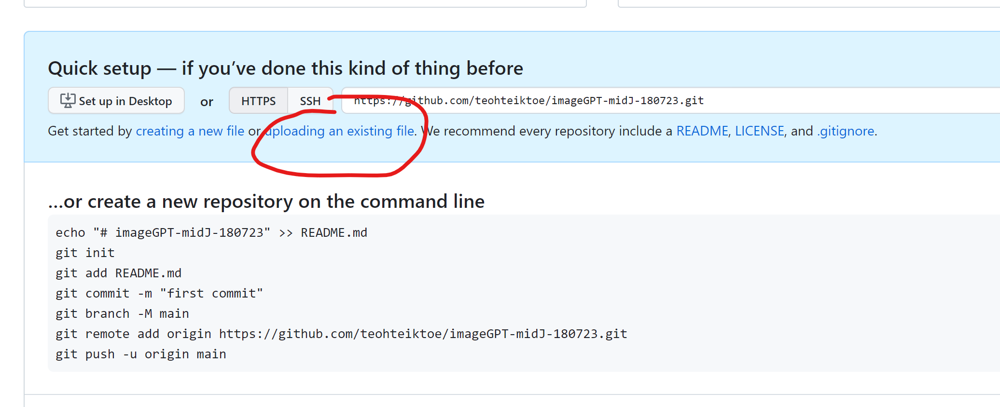 Quick setup — if you’ve done this kind of thing before
Set up in Desktop or HTTPS SSH https://github.com/teohteiktoe/imageGPT-midJ-180723.git
Get started by creating a new file or uploading an existing file. We recommend every repository include a README, LICENSE, and .gitignore.
…or create a new repository on the command line
echo "# imageGPT-midJ-180723" >> README.md
git init
git add README.md
git commit -m "first commit"
git branch -M main
git remote add origin https://github.com/teohteiktoe/imageGPT-midJ-180723.git
git push -u origin main